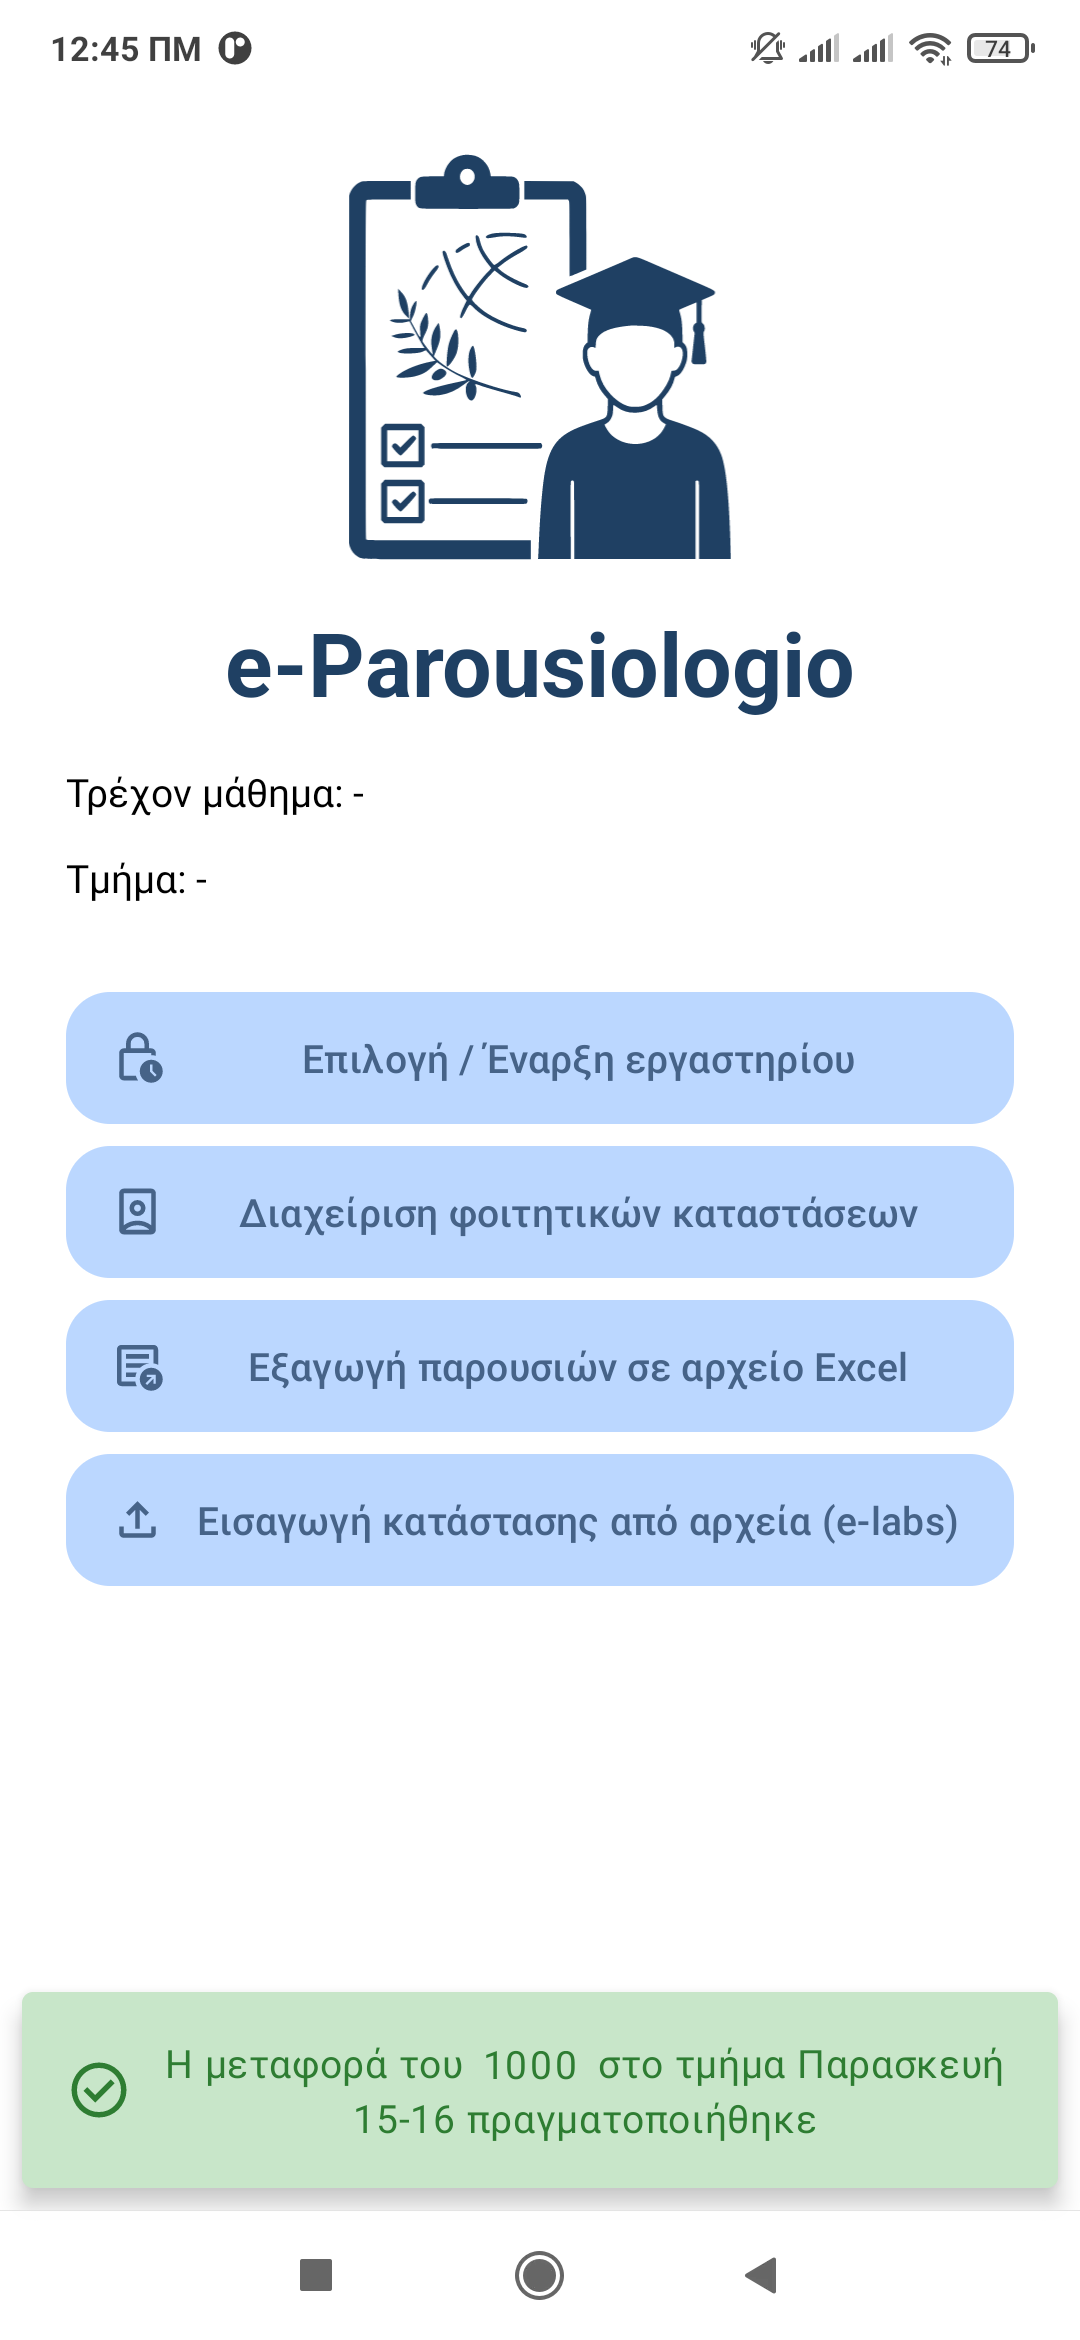 12:45 ΠΜ
74
e-Parousiologio
Τρέχον μάθημα: -
Τμήμα: -
Επιλογή / Έναρξη εργαστηρίου
Διαχείριση φοιτητικών καταστάσεων
Εξαγωγή παρουσιών σε αρχείο Excel
Εισαγωγή κατάστασης από αρχεία (e-labs)
Η μεταφορά του 1000 στο τμήμα Παρασκευή
15-16 πραγματοποιήθηκε